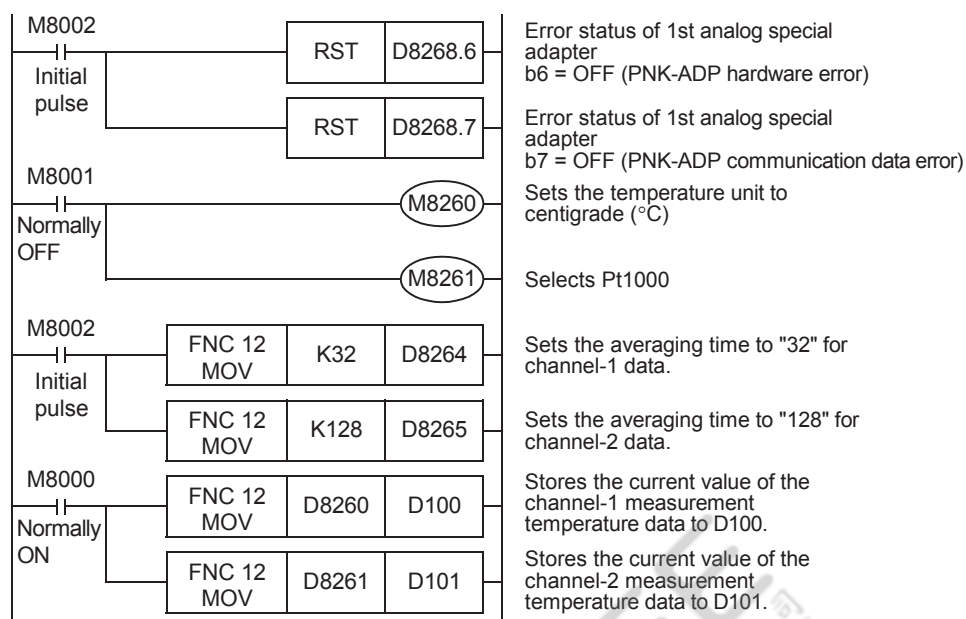 M8002
Initial
pulse
RST D8268.6
Error status of 1st analog special
adapter
b6 = OFF (PNK-ADP hardware error)
RST D8268.7
Error status of 1st analog special
adapter
b7 = OFF (PNK-ADP communication data error)
M8001
Normally
OFF
M8260
Sets the temperature unit to
centigrade (°C)
M8261
Selects Pt1000
M8002
Initial
pulse
FNC 12
MOV
K32 D8264
Sets the averaging time to "32" for
channel-1 data.
FNC 12
MOV
K128 D8265
Sets the averaging time to "128" for
channel-2 data.
M8000
Normally
ON
FNC 12
MOV
D8260 D100
Stores the current value of the
channel-1 measurement
temperature data to D100.
FNC 12
MOV
D8261 D101
Stores the current value of the
channel-2 measurement
temperature data to D101.